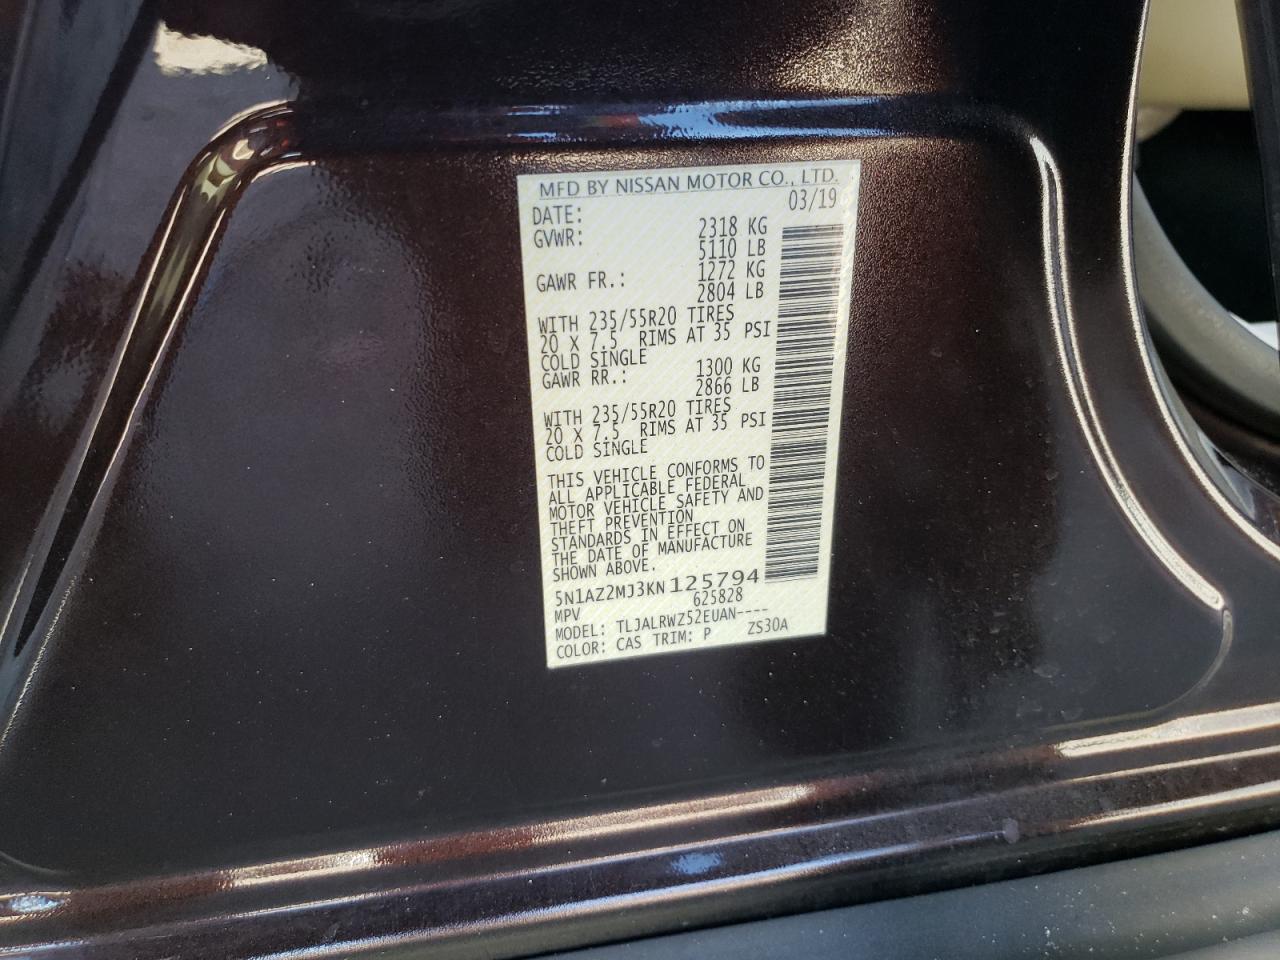 MFD BY NISSAN MOTOR CO., LTD.
DATE: 03/19
GVWR: 2318 KG
5110 LB
GAWR FR.: 1272 KG
2804 LB
WITH 235/55R20 TIRES
20 X 7.5 RIMS AT 35 PSI
COLD SINGLE
GAWR RR.: 1300 KG
2866 LB
WITH 235/55R20 TIRES
20 X 7.5 RIMS AT 35 PSI
COLD SINGLE
THIS VEHICLE CONFORMS TO
ALL APPLICABLE FEDERAL
MOTOR VEHICLE SAFETY AND
THEFT PREVENTION
STANDARDS IN EFFECT ON
THE DATE OF MANUFACTURE
SHOWN ABOVE.
5N1AZ2MJ3KN125794
MPV 625828
MODEL: TLJALRWZ52EUAN----
COLOR: CAS TRIM: P ZS30A